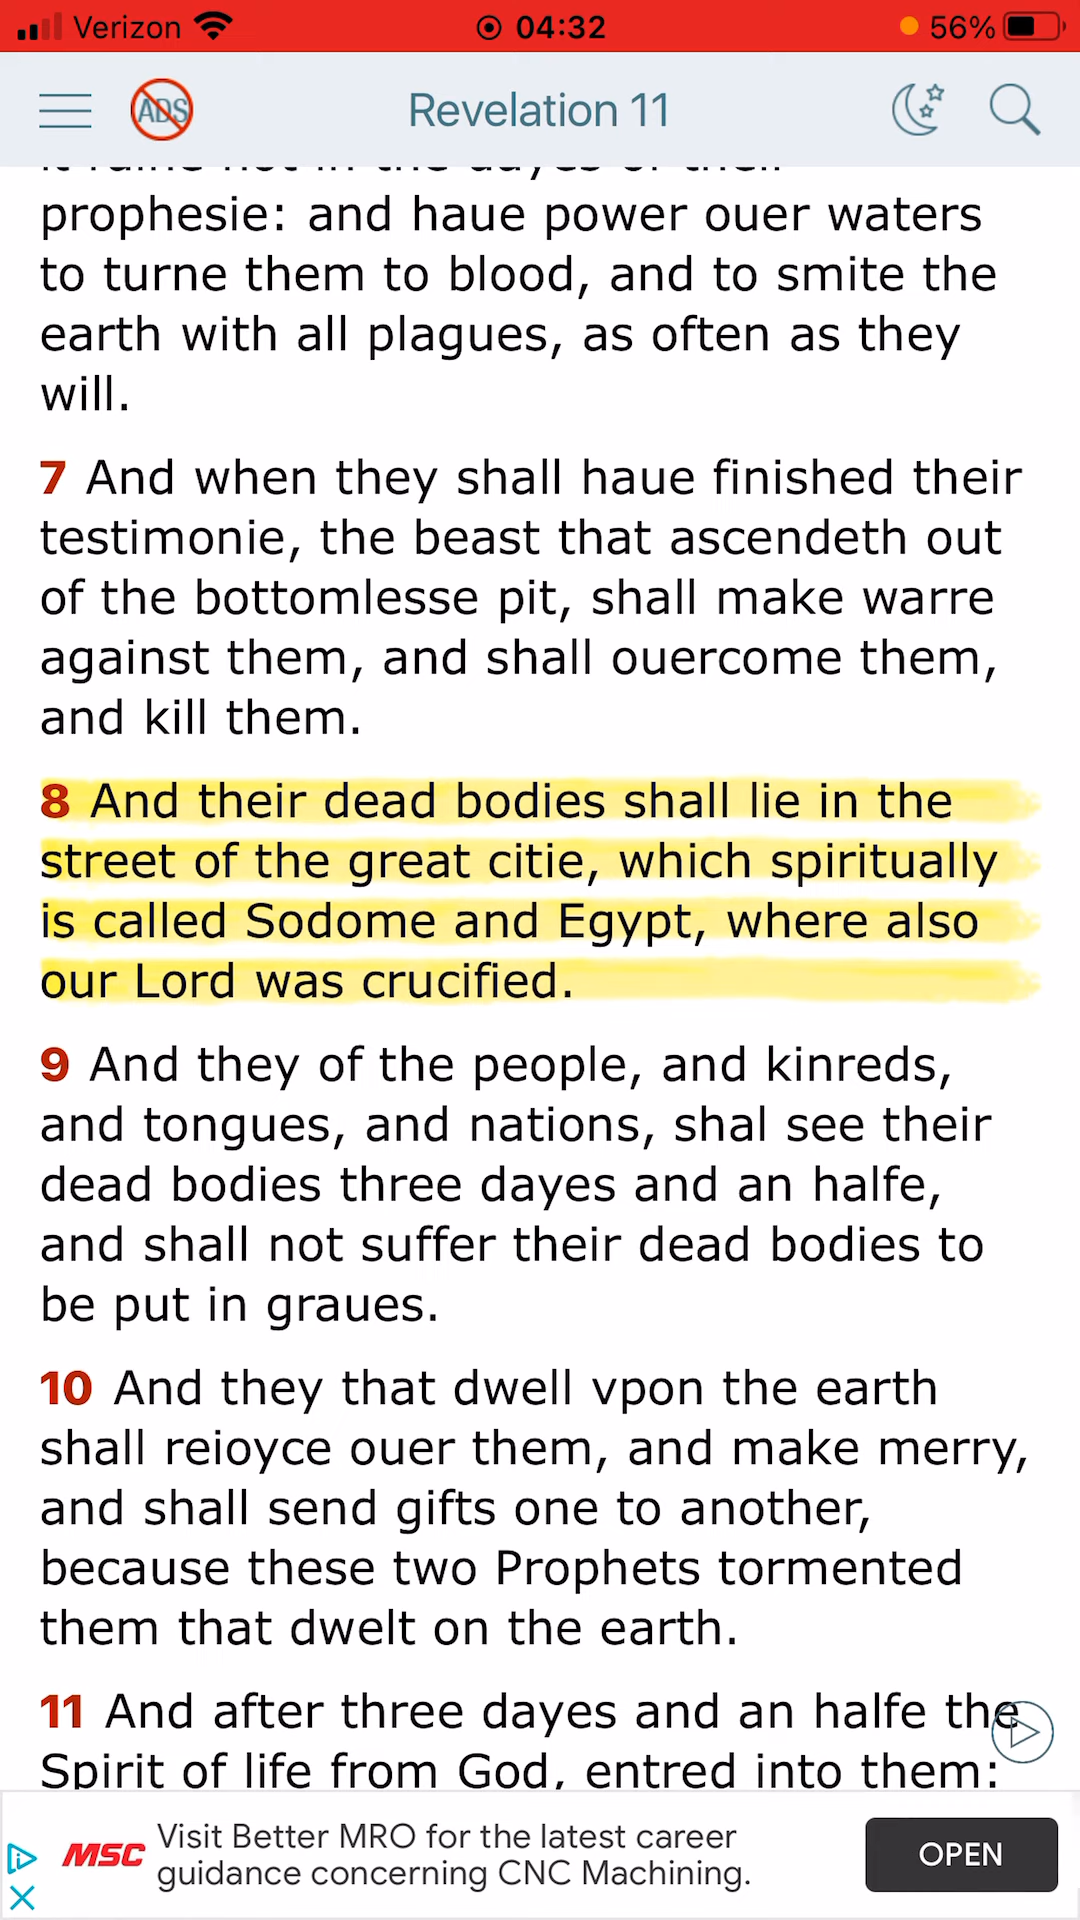 Verizon 04:32 56%
ADS Revelation 11
it raine not in the dayes of their
prophesie: and haue power ouer waters
to turne them to blood, and to smite the
earth with all plagues, as often as they
will.
7 And when they shall haue finished their
testimonie, the beast that ascendeth out
of the bottomlesse pit, shall make warre
against them, and shall ouercome them,
and kill them.
8 And their dead bodies shall lie in the
street of the great citie, which spiritually
is called Sodome and Egypt, where also
our Lord was crucified.
9 And they of the people, and kinreds,
and tongues, and nations, shal see their
dead bodies three dayes and an halfe,
and shall not suffer their dead bodies to
be put in graues.
10 And they that dwell vpon the earth
shall reioyce ouer them, and make merry,
and shall send gifts one to another,
because these two Prophets tormented
them that dwelt on the earth.
11 And after three dayes and an halfe the
Spirit of life from God, entred into them:
MSC
Visit Better MRO for the latest career
guidance concerning CNC Machining.
OPEN